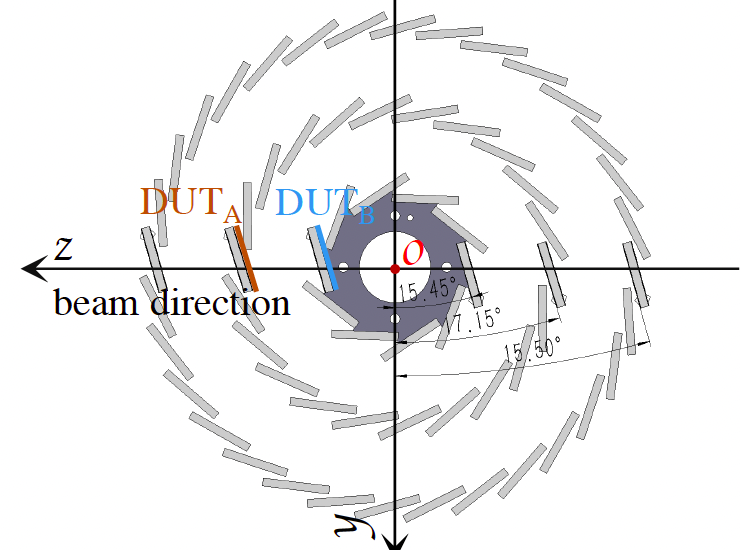 DUTA DUTB
z
O
beam direction
15.45°
17.15°
15.50°
y